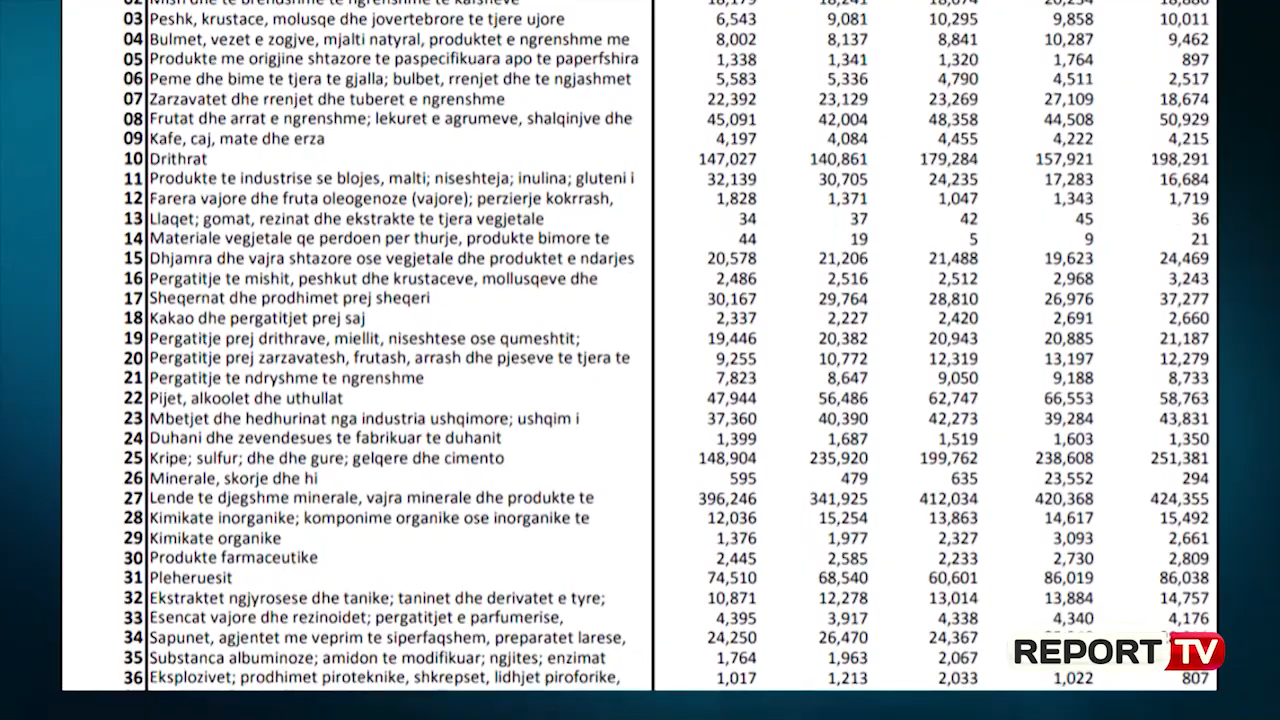 03 Peshk, krustace, molusqe dhe jovertebrore te tjere ujore 6,543 9,081 10,295 9,858 10,011
04 Bulmet, vezet e zogjve, mjalti natyral, produktet e ngrenshme me 8,002 8,137 8,841 10,287 9,462
05 Produkte me origjine shtazore te paspecifikuara apo te paperfshira 1,338 1,341 1,320 1,764 897
06 Peme dhe bime te tjera te gjalla; bulbet, rrenjet dhe te ngjashmet 5,583 5,336 4,790 4,511 2,517
07 Zarzavatet dhe rrenjet dhe tuberet e ngrenshme 22,392 23,129 23,269 27,109 18,674
08 Frutat dhe arrat e ngrenshme; lekuret e agrumeve, shalqinjve dhe 45,091 42,004 48,358 44,508 50,929
09 Kafe, caj, mate dhe erza 4,197 4,084 4,455 4,222 4,215
10 Drithrat 147,027 140,861 179,284 157,921 198,291
11 Produkte te industrise se blojes, malti; niseshteja; inulina; gluteni i 32,139 30,705 24,235 17,283 16,684
12 Farera vajore dhe fruta oleogenoze (vajore); perzierje kokrrash, 1,828 1,371 1,047 1,343 1,719
13 Llaqet; gomat, rezinat dhe ekstrakte te tjera vegjetale 34 37 42 45 36
14 Materiale vegjetale qe perdoen per thurje, produkte bimore te 44 19 5 9 21
15 Dhjamra dhe vajra shtazore ose vegjetale dhe produktet e ndarjes 20,578 21,206 21,488 19,623 24,469
16 Pergatitje te mishit, peshkut dhe krustaceve, mollusqeve dhe 2,486 2,516 2,512 2,968 3,243
17 Sheqernat dhe prodhimet prej sheqeri 30,167 29,764 28,810 26,976 37,277
18 Kakao dhe pergatitjet prej saj 2,337 2,227 2,420 2,691 2,660
19 Pergatitje prej drithrave, miellit, niseshtese ose qumeshtit; 19,446 20,382 20,943 20,885 21,187
20 Pergatitje prej zarzavatesh, frutash, arrash dhe pjeseve te tjera te 9,255 10,772 12,319 13,197 12,279
21 Pergatitje te ndryshme te ngrenshme 7,823 8,647 9,050 9,188 8,733
22 Pijet, alkoolet dhe uthullat 47,944 56,486 62,747 66,553 58,763
23 Mbetjet dhe hedhurinat nga industria ushqimore; ushqim i 37,360 40,390 42,273 39,284 43,831
24 Duhani dhe zevendesues te fabrikuar te duhanit 1,399 1,687 1,519 1,603 1,350
25 Kripe; sulfur; dhe dhe gure; gelqere dhe cimento 148,904 235,920 199,762 238,608 251,381
26 Minerale, skorje dhe hi 595 479 635 23,552 294
27 Lende te djegshme minerale, vajra minerale dhe produkte te 396,246 341,925 412,034 420,368 424,355
28 Kimikate inorganike; komponime organike ose inorganike te 12,036 15,254 13,863 14,617 15,492
29 Kimikate organike 1,376 1,977 2,327 3,093 2,661
30 Produkte farmaceutike 2,445 2,585 2,233 2,730 2,809
31 Pleheruesit 74,510 68,540 60,601 86,019 86,038
32 Ekstraktet ngjyrosese dhe tanike; taninet dhe derivatet e tyre; 10,871 12,278 13,014 13,884 14,757
33 Esencat vajore dhe rezinoidet; pergatitjet e parfumerise, 4,395 3,917 4,338 4,340 4,176
34 Sapunet, agjentet me veprim te siperfaqshem, preparatet larese, 24,250 26,470 24,367
35 Substanca albuminoze; amidon te modifikuar; ngjites; enzimat 1,764 1,963 2,067
36 Eksplozivet; prodhimet piroteknike, shkrepset, lidhjet piroforike, 1,017 1,213 2,033 1,022 807
REPORT TV